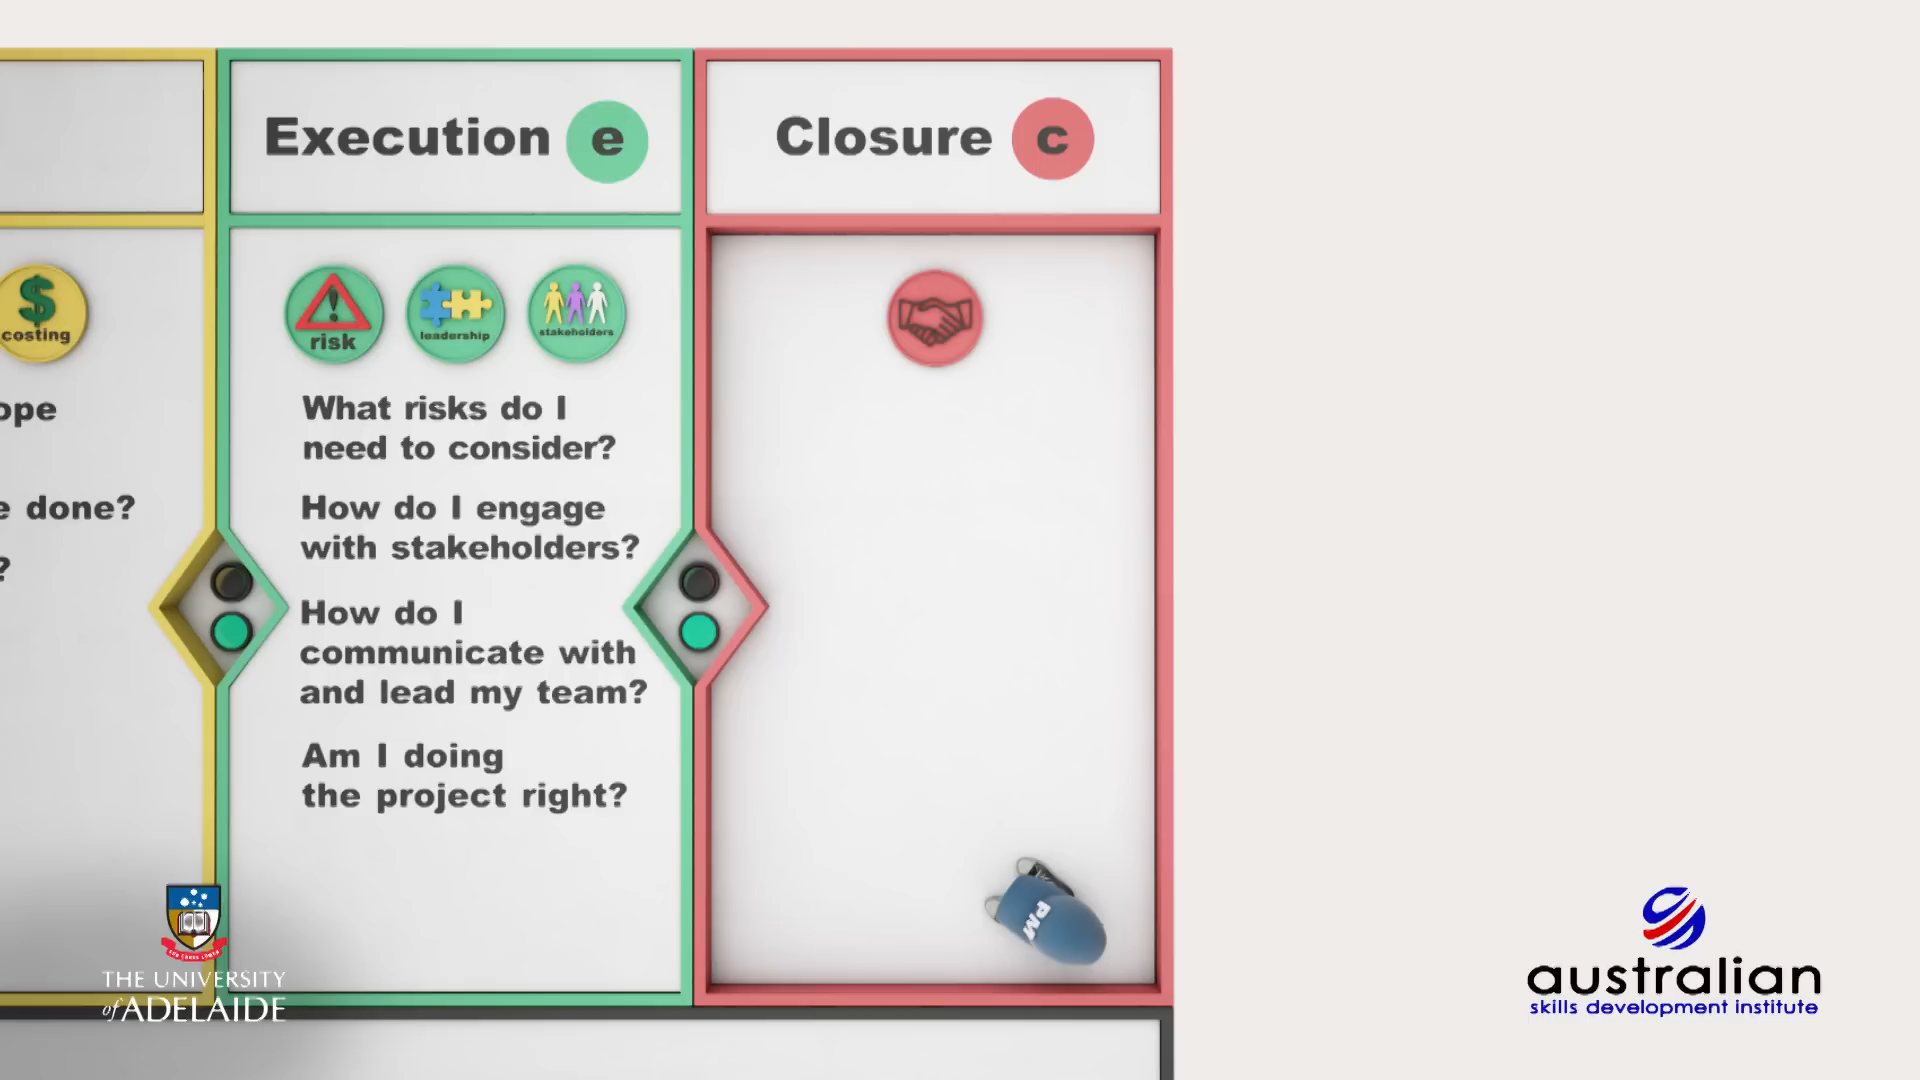 Execution e
Closure c
$
costing
risk
leadership
stakeholders
ope
e done?
?
What risks do I
need to consider?
How do I engage
with stakeholders?
How do I
communicate with
and lead my team?
Am I doing
the project right?
PM
THE UNIVERSITY
of ADELAIDE
australian
skills development institute